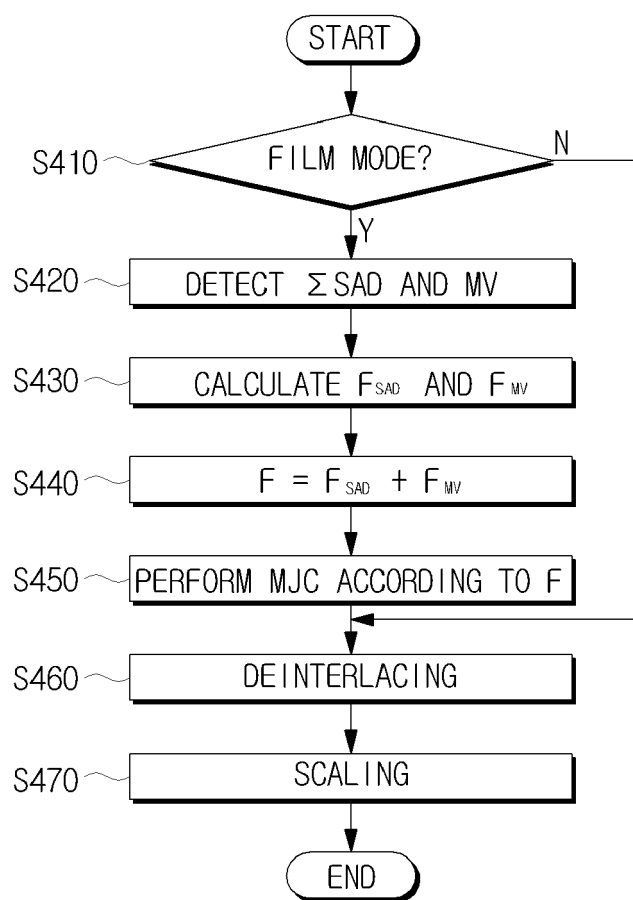 START
S410
FILM MODE?
N
Y
S420
DETECT ΣSAD AND MV
S430
CALCULATE FSAD AND FMV
S440
F = FSAD + FMV
S450
PERFORM MJC ACCORDING TO F
S460
DEINTERLACING
S470
SCALING
END